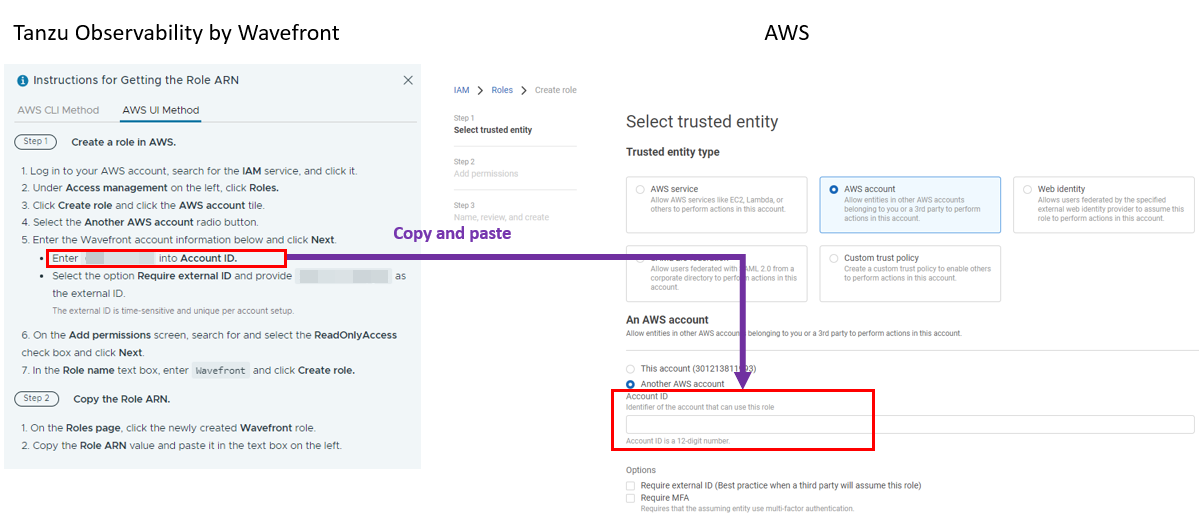 Tanzu Observability by Wavefront
AWS
Instructions for Getting the Role ARN
AWS CLI Method
AWS UI Method
Step 1
Create a role in AWS.
1. Log in to your AWS account, search for the IAM service, and click it.
2. Under Access management on the left, click Roles.
3. Click Create role and click the AWS account tile.
4. Select the Another AWS account radio button.
5. Enter the Wavefront account information below and click Next.
• Enter into Account ID.
• Select the option Require external ID and provide as
the external ID.
The external ID is time-sensitive and unique per account setup.
6. On the Add permissions screen, search for and select the ReadOnlyAccess
check box and click Next.
7. In the Role name text box, enter Wavefront and click Create role.
Step 2
Copy the Role ARN.
1. On the Roles page, click the newly created Wavefront role.
2. Copy the Role ARN value and paste it in the text box on the left.
Copy and paste
IAM > Roles > Create role
Step 1
Select trusted entity
Step 2
Add permissions
Step 3
Name, review, and create
Select trusted entity
Trusted entity type
AWS service
Allow AWS services like EC2, Lambda, or
others to perform actions in this account.
AWS account
Allow entities in other AWS accounts
belonging to you or a 3rd party to perform
actions in this account.
Web identity
Allows users federated by the specified
external web identity provider to assume this
role to perform actions in this account.
Allow users federated with SAML 2.0 from a
corporate directory to perform actions in this
account
Custom trust policy
Create a custom trust policy to enable others
to perform actions in this account.
An AWS account
Allow entities in other AWS accounts belonging to you or a 3rd party to perform actions in this account.
This account
Another AWS account
Account ID
Identifier of the account that can use this role
Account ID is a 12-digit number.
Options
Require external ID (Best practice when a third party will assume this role)
Require MFA
Requires that the assuming entity use multi-factor authentication.